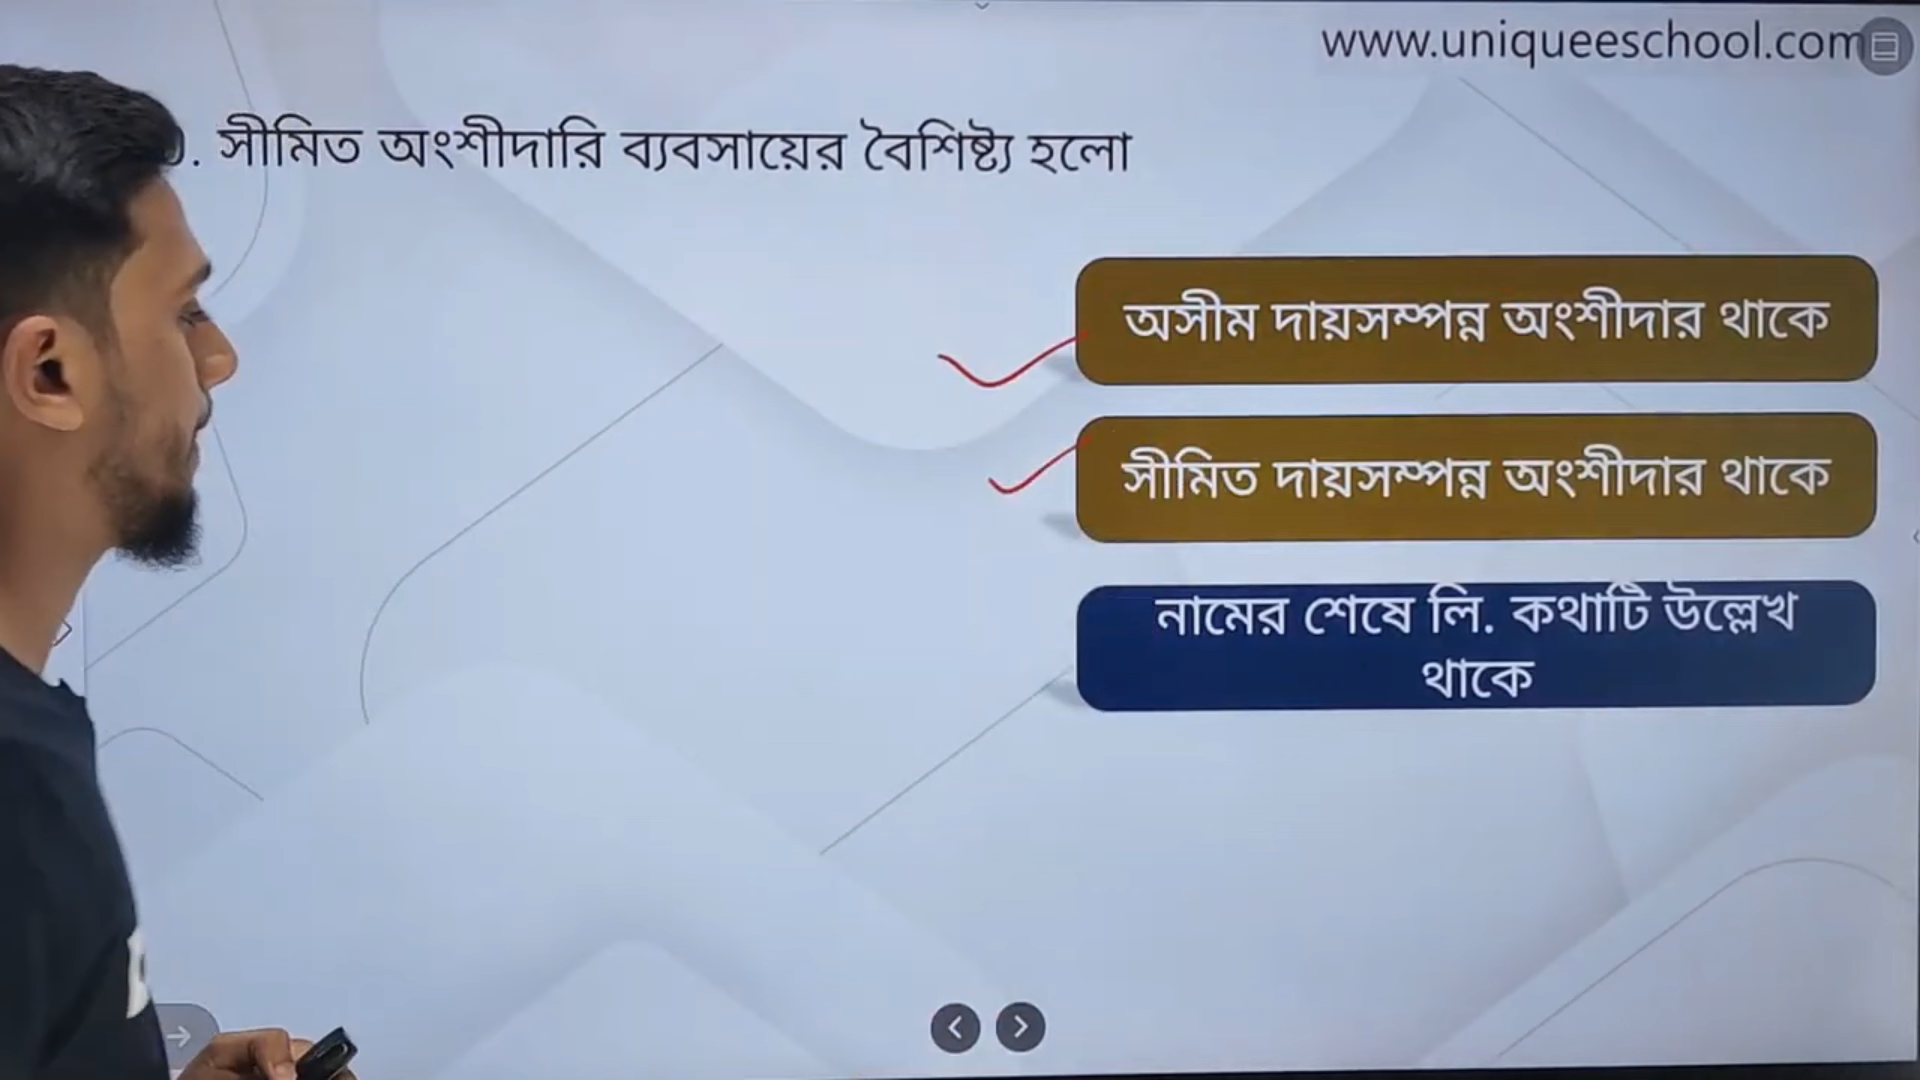 www.uniqueeschool.com
. সীমিত অংশীদারি ব্যবসায়ের বৈশিষ্ট্য হলো
অসীম দায়সম্পন্ন অংশীদার থাকে
সীমিত দায়সম্পন্ন অংশীদার থাকে
নামের শেষে লি. কথাটি উল্লেখ
থাকে